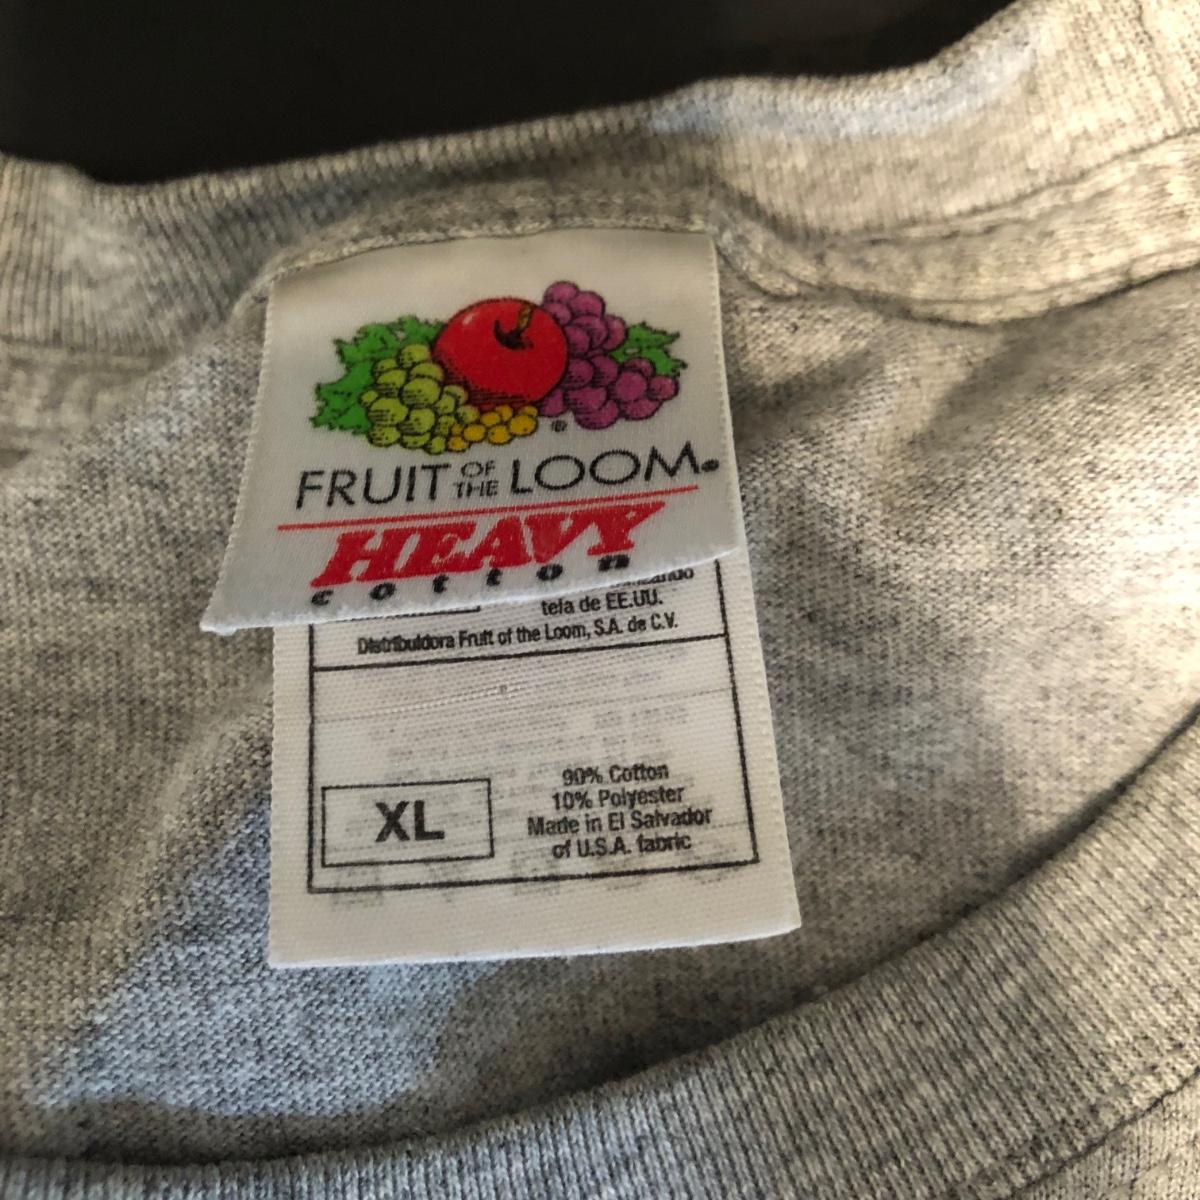 FRUIT OF THE LOOM.
HEAVY
cotton
tela de EE.UU.
Distribuidora Fruit of the Loom, S.A. de C.V.
XL
90% Cotton
10% Polyester
Made in El Salvador
of U.S.A. fabric